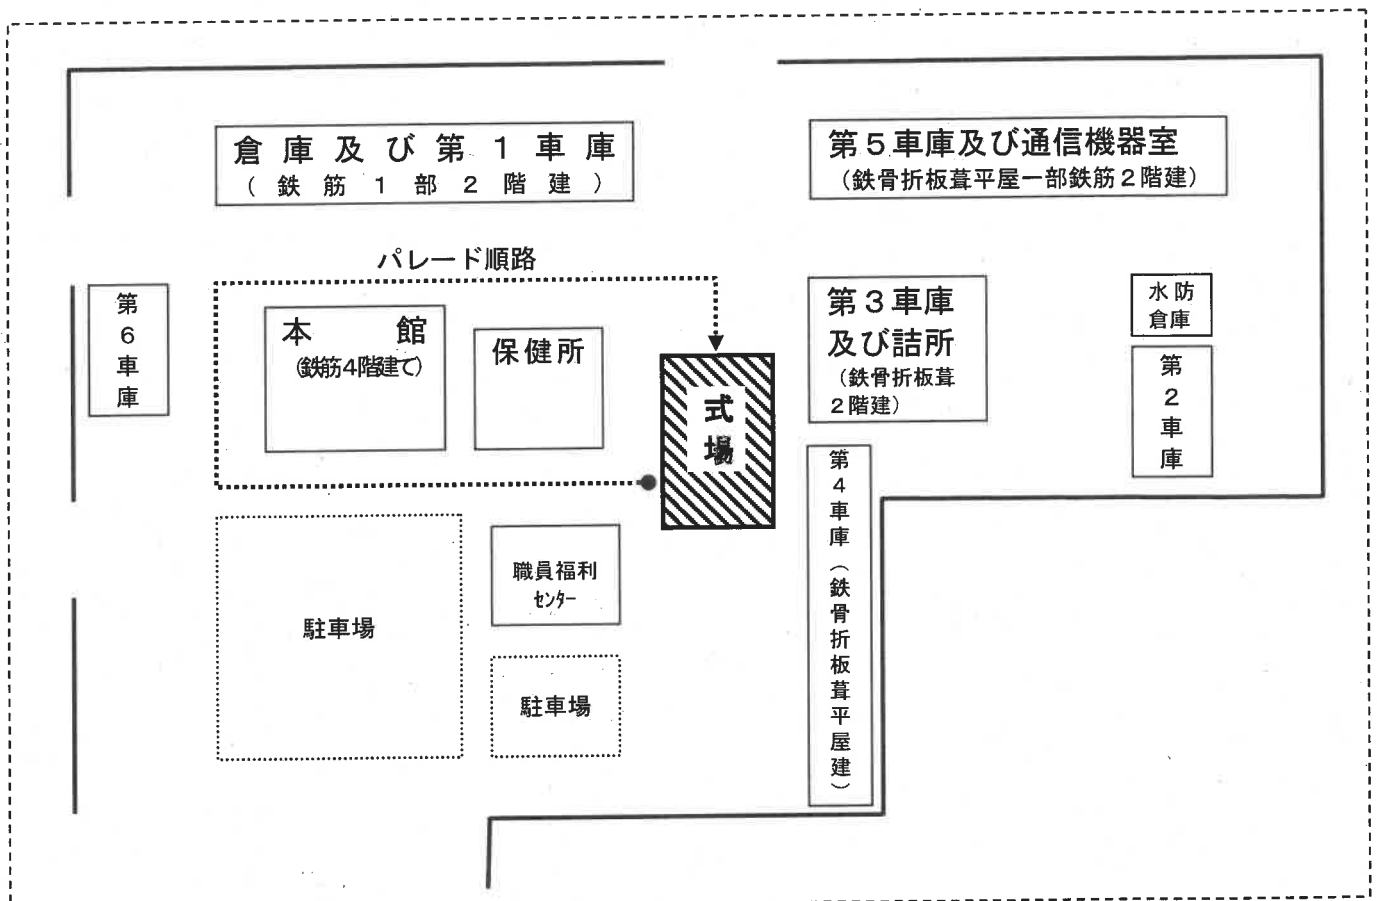 倉庫及び第１車庫
（鉄筋１部２階建）
第５車庫及び通信機器室
（鉄骨折板葺平屋一部鉄筋２階建）
パレード順路
第６車庫
本館
（鉄筋４階建て）
保健所
式場
第３車庫
及び詰所
（鉄骨折板葺
２階建）
水防
倉庫
第２車庫
第４車庫（鉄骨折板葺平屋建）
職員福利
センター
駐車場
駐車場